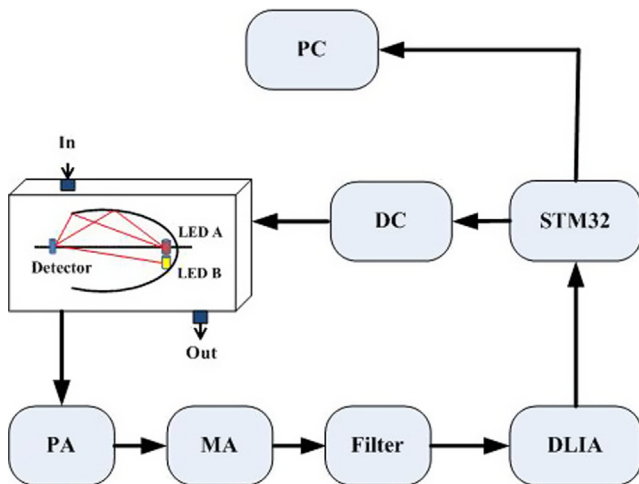 PC
In
LED A
Detector
LED B
DC
STM32
Out
PA
MA
Filter
DLIA